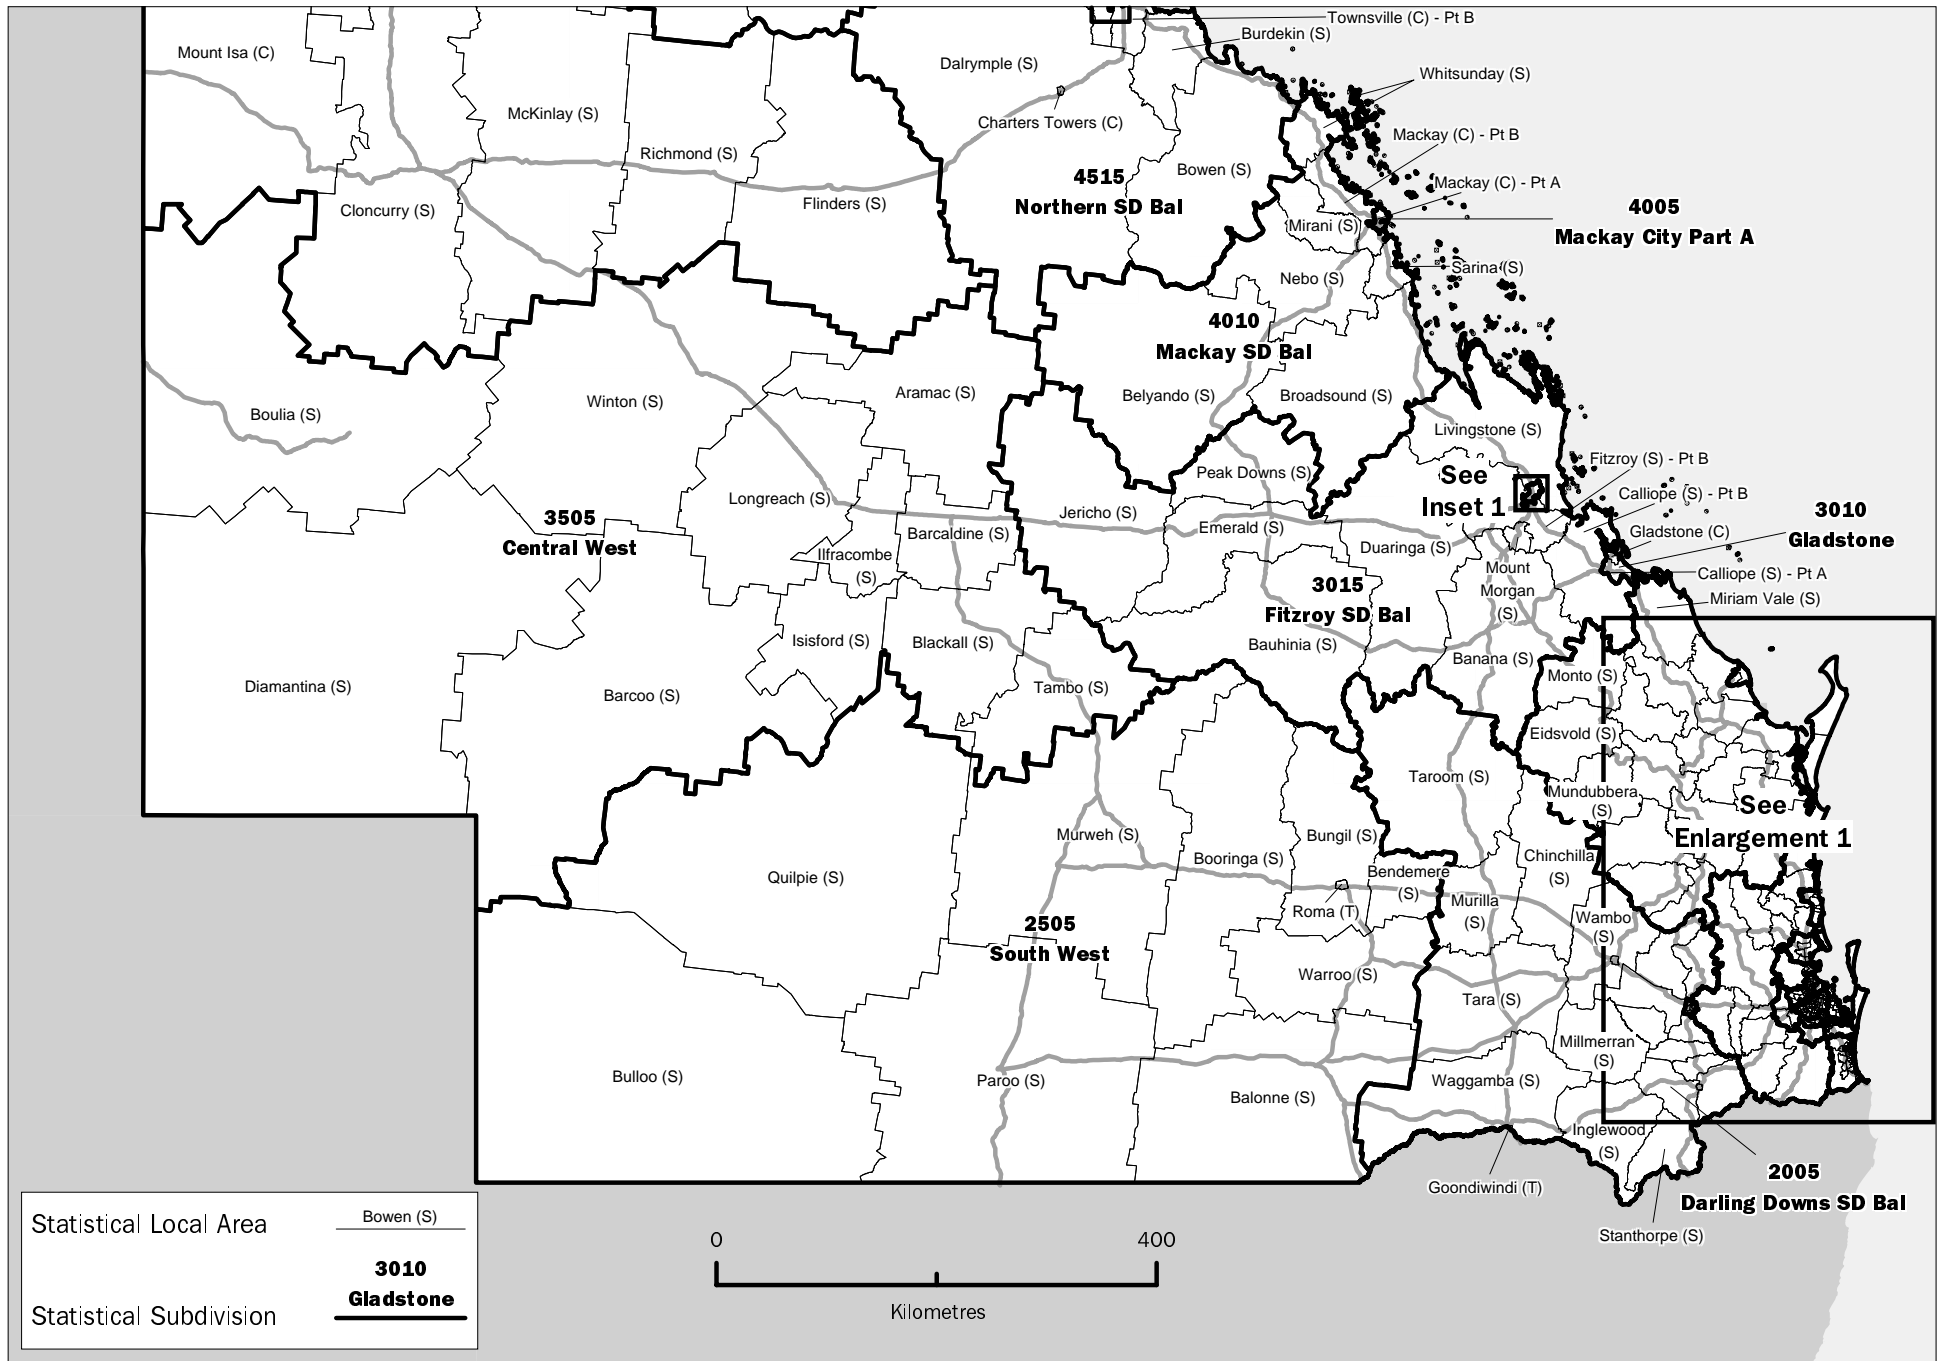 Townsville (C) - Pt B
Burdekin (S)
Mount Isa (C)
Dalrymple (S)
Whitsunday (S)
McKinlay (S)
Charters Towers (C)
Mackay (C) - Pt B
Richmond (S)
Bowen (S)
4515
Northern SD Bal
Mackay (C) - Pt A
Cloncurry (S)
Flinders (S)
4005
Mackay City Part A
Mirani (S)
Sarina (S)
Nebo (S)
4010
Mackay SD Bal
Aramac (S)
Belyando (S)
Broadsound (S)
Winton (S)
Boulia (S)
Livingstone (S)
Fitzroy (S) - Pt B
Peak Downs (S)
See
Inset 1
Calliope (S) - Pt B
Longreach (S)
3010
Gladstone
Jericho (S)
3505
Central West
Emerald (S)
Gladstone (C)
Barcaldine (S)
Duaringa (S)
Ilfracombe
(S)
Mount
Morgan
(S)
Calliope (S) - Pt A
3015
Fitzroy SD Bal
Miriam Vale (S)
Isisford (S)
Blackall (S)
Bauhinia (S)
Banana (S)
Monto (S)
Diamantina (S)
Barcoo (S)
Tambo (S)
Eidsvold (S)
Taroom (S)
Mundubbera
(S)
See
Enlargement 1
Murweh (S)
Bungil (S)
Booringa (S)
Chinchilla
(S)
Quilpie (S)
Bendemere
(S)
Murilla
(S)
Roma (T)
Wambo
(S)
2505
South West
Warroo (S)
Tara (S)
Millmerran
(S)
Bulloo (S)
Paroo (S)
Waggamba (S)
Balonne (S)
Inglewood
(S)
2005
Darling Downs SD Bal
Goondiwindi (T)
Stanthorpe (S)
Statistical Local Area
Bowen (S)
3010
Gladstone
Statistical Subdivision
0
400
Kilometres